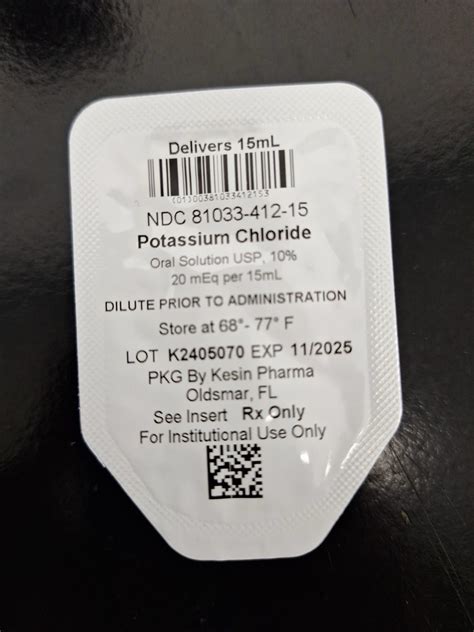 Delivers 15mL
(01)00381033412153
NDC 81033-412-15
Potassium Chloride
Oral Solution USP, 10%
20 mEq per 15mL
DILUTE PRIOR TO ADMINISTRATION
Store at 68°- 77° F
LOT K2405070 EXP 11/2025
PKG By Kesin Pharma
Oldsmar, FL
See Insert Rx Only
For Institutional Use Only